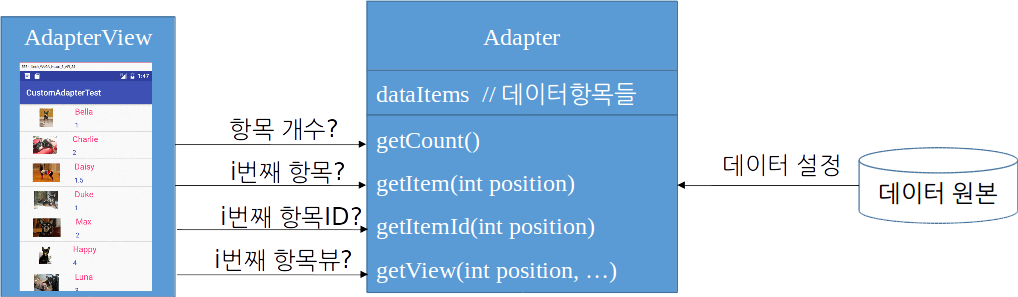 AdapterView
1:47
CustomAdapterTest
Bella
1
Charlie
2
Daisy
1.5
Duke
1
Max
2
Happy
4
Luna
3
항목 개수?
i번째 항목?
i번째 항목ID?
i번째 항목뷰?
Adapter
dataItems // 데이터항목들
getCount()
getItem(int position)
getItemId(int position)
getView(int position, …)
데이터 설정
데이터 원본